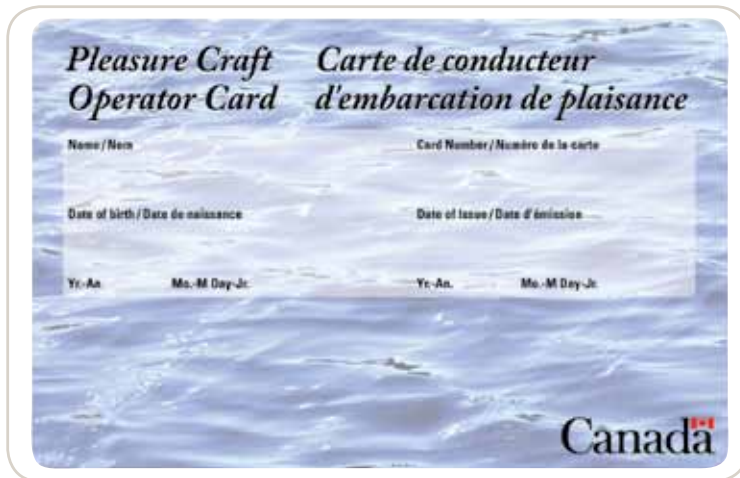 Pleasure Craft Carte de conducteur
Operator Card d'embarcation de plaisance
Name/Nom Card Number/Numéro de la carte
Date of birth/Date de naissance Date of Issue/Date d'émission
Yr.-An. Mo.-M Day-Jr. Yr.-An. Mo.-M Day-Jr.
Canada